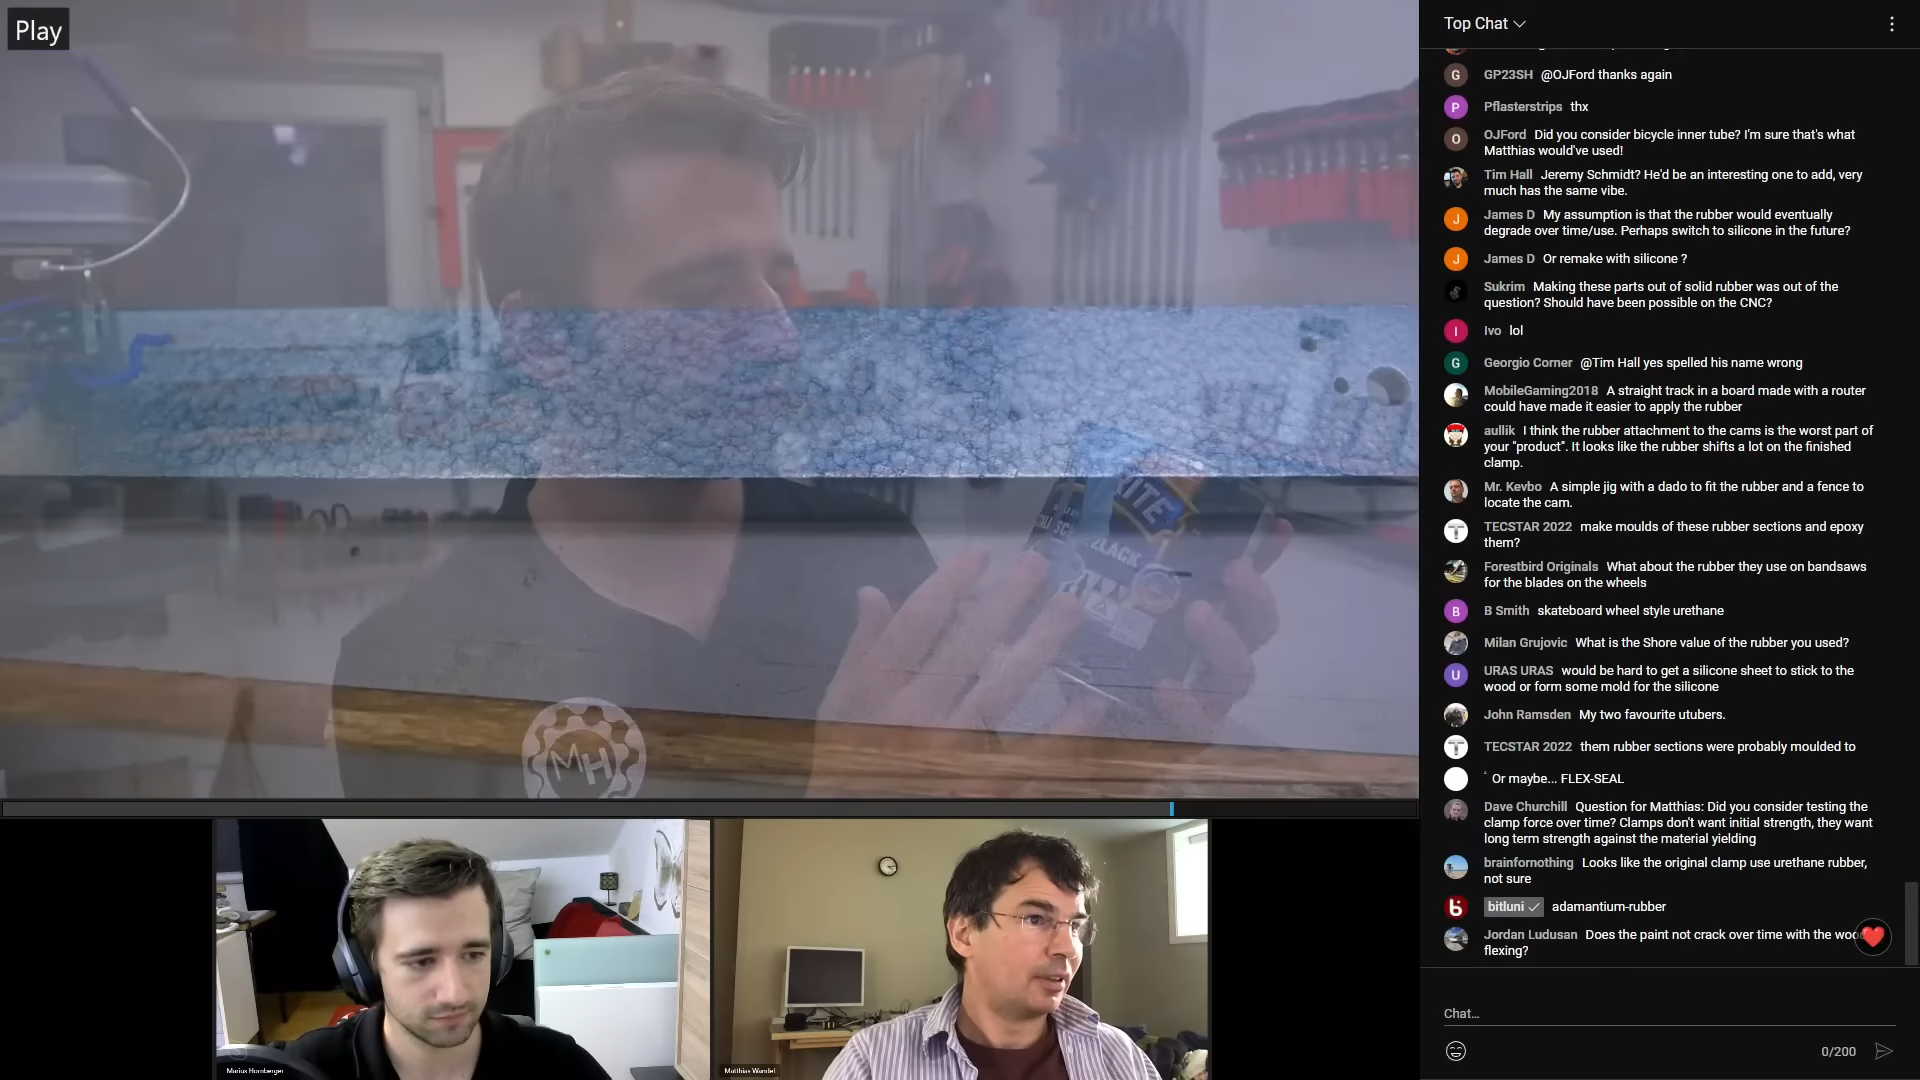 Play
MH
Marius Hornberger
Matthias Wandel
Top Chat
GP23SH @OJFord thanks again
Pflasterstrips thx
OJFord Did you consider bicycle inner tube? I'm sure that's what
Matthias would've used!
Tim Hall Jeremy Schmidt? He'd be an interesting one to add, very
much has the same vibe.
James D My assumption is that the rubber would eventually
degrade over time/use. Perhaps switch to silicone in the future?
James D Or remake with silicone ?
Sukrim Making these parts out of solid rubber was out of the
question? Should have been possible on the CNC?
Ivo lol
Georgio Corner @Tim Hall yes spelled his name wrong
MobileGaming2018 A straight track in a board made with a router
could have made it easier to apply the rubber
aullik I think the rubber attachment to the cams is the worst part of
your "product". It looks like the rubber shifts a lot on the finished
clamp.
Mr. Kevbo A simple jig with a dado to fit the rubber and a fence to
locate the cam.
TECSTAR 2022 make moulds of these rubber sections and epoxy
them?
Forestbird Originals What about the rubber they use on bandsaws
for the blades on the wheels
B Smith skateboard wheel style urethane
Milan Grujovic What is the Shore value of the rubber you used?
URAS URAS would be hard to get a silicone sheet to stick to the
wood or form some mold for the silicone
John Ramsden My two favourite utubers.
TECSTAR 2022 them rubber sections were probably moulded to
Or maybe... FLEX-SEAL
Dave Churchill Question for Matthias: Did you consider testing the
clamp force over time? Clamps don't want initial strength, they want
long term strength against the material yielding
brainfornothing Looks like the original clamp use urethane rubber,
not sure
bitluni adamantium-rubber
Jordan Ludusan Does the paint not crack over time with the woo
flexing?
Chat...
0/200